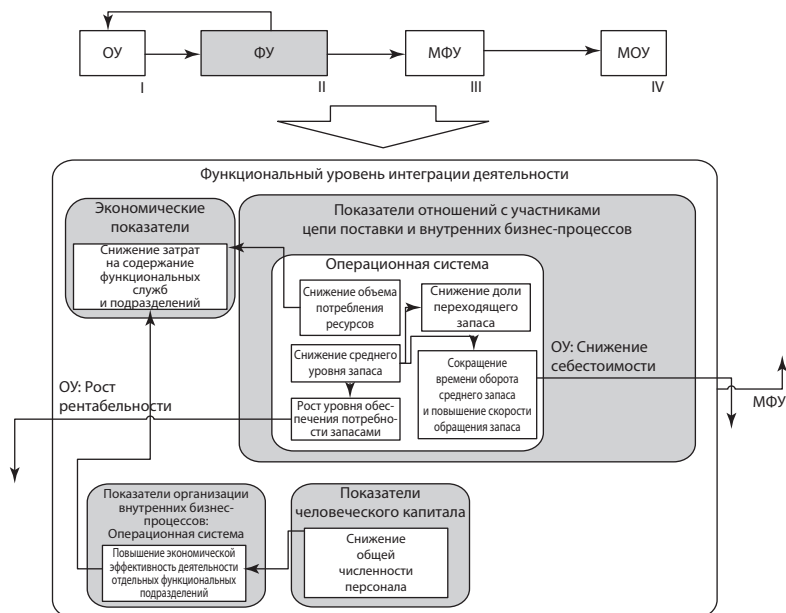 ОУ
ФУ
МФУ
МОУ
I
II
III
IV
Функциональный уровень интеграции деятельности
Экономические
показатели
Снижение затрат
на содержание
функциональных
служб
и подразделений
Показатели отношений с участниками
цепи поставки и внутренних бизнес-процессов
Операционная система
Снижение объема
потребления
ресурсов
Снижение доли
переходящего
запаса
Снижение среднего
уровня запаса
Сокращение
времени оборота
среднего запаса
и повышение скорости
обращения запаса
Рост уровня обес-
печения потребно-
сти запасами
ОУ: Снижение
себестоимости
МФУ
ОУ: Рост
рентабельности
Показатели организации
внутренних бизнес-
процессов:
Операционная система
Повышение экономической
эффективность деятельности
отдельных функциональных
подразделений
Показатели
человеческого капитала
Снижение
общей
численности
персонала